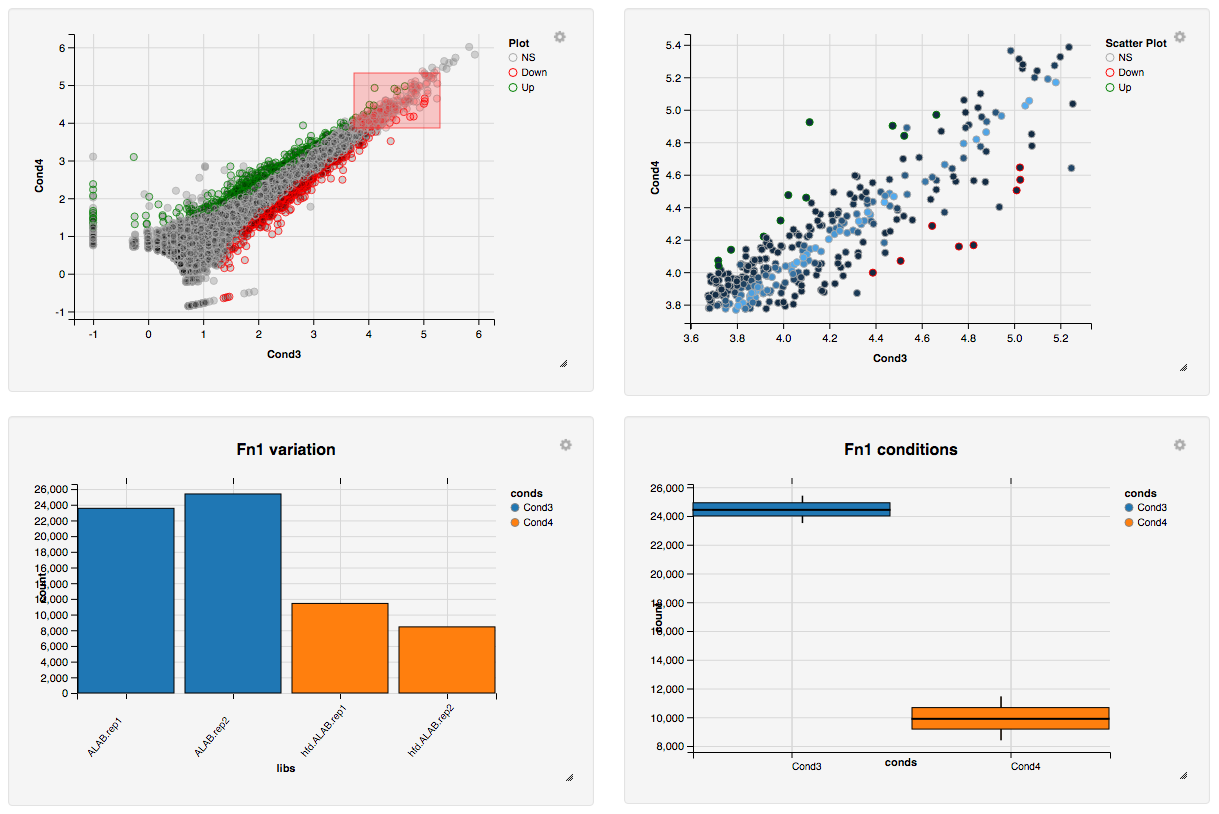 Plot
NS
Down
Up
6
5
4
3
2
1
0
-1
Cond4
-1 0 1 2 3 4 5 6
Cond3
Scatter Plot
NS
Down
Up
5.4
5.2
5.0
4.8
4.6
4.4
4.2
4.0
3.8
Cond4
3.6 3.8 4.0 4.2 4.4 4.6 4.8 5.0 5.2
Cond3
Fn1 variation
conds
Cond3
Cond4
26,000
24,000
22,000
20,000
18,000
16,000
14,000
12,000
10,000
8,000
6,000
4,000
2,000
0
count
ALAB.rep1
ALAB.rep2
hfd.ALAB.rep1
hfd.ALAB.rep2
libs
Fn1 conditions
conds
Cond3
Cond4
26,000
24,000
22,000
20,000
18,000
16,000
14,000
12,000
10,000
8,000
count
Cond3 Cond4
conds